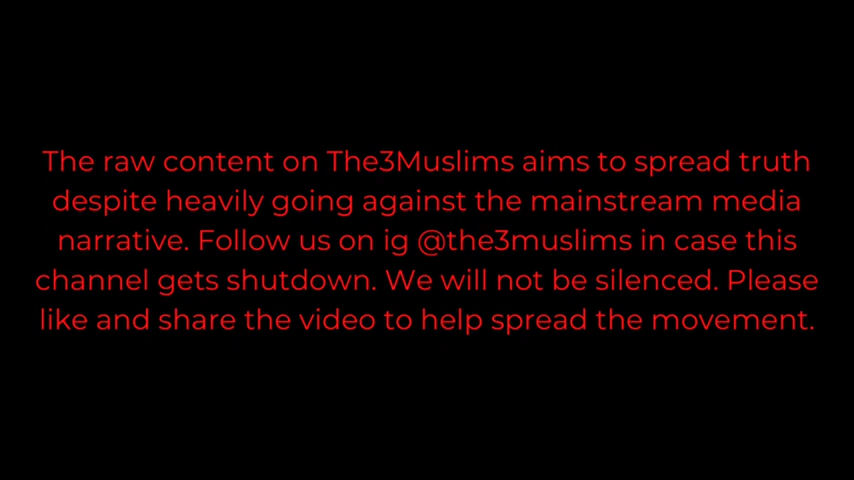 The raw content on The3Muslims aims to spread truth
despite heavily going against the mainstream media
narrative. Follow us on ig @the3muslims in case this
channel gets shutdown. We will not be silenced. Please
like and share the video to help spread the movement.